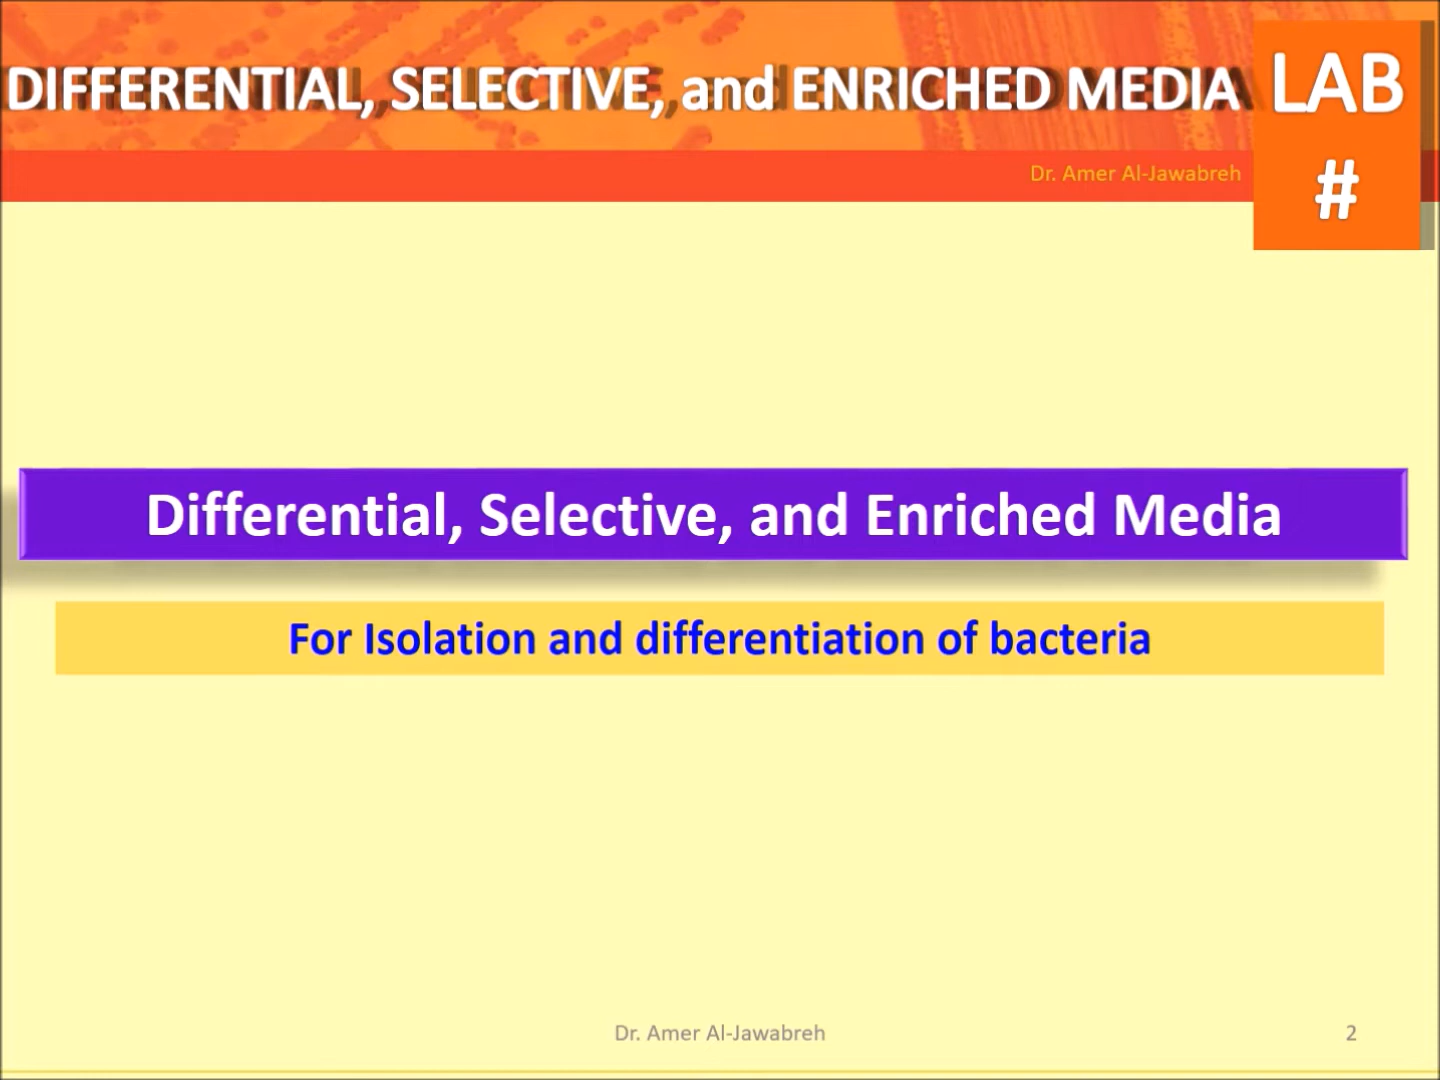 DIFFERENTIAL, SELECTIVE, and ENRICHED MEDIA
LAB
#
Dr. Amer Al-Jawabreh
Differential, Selective, and Enriched Media
For Isolation and differentiation of bacteria
Dr. Amer Al-Jawabreh
2